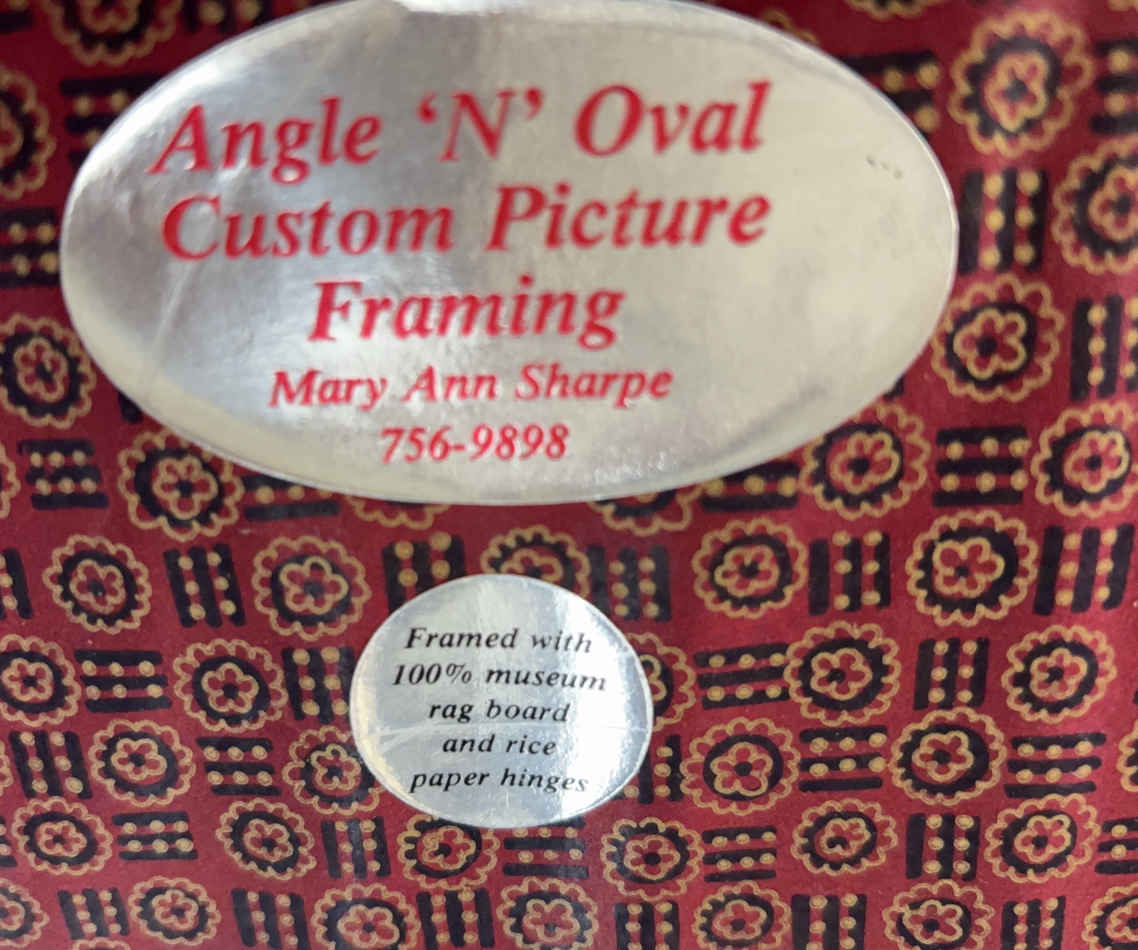 Angle ‘N’ Oval
Custom Picture
Framing
Mary Ann Sharpe
756-9898
Framed with
100% museum
rag board
and rice
paper hinges